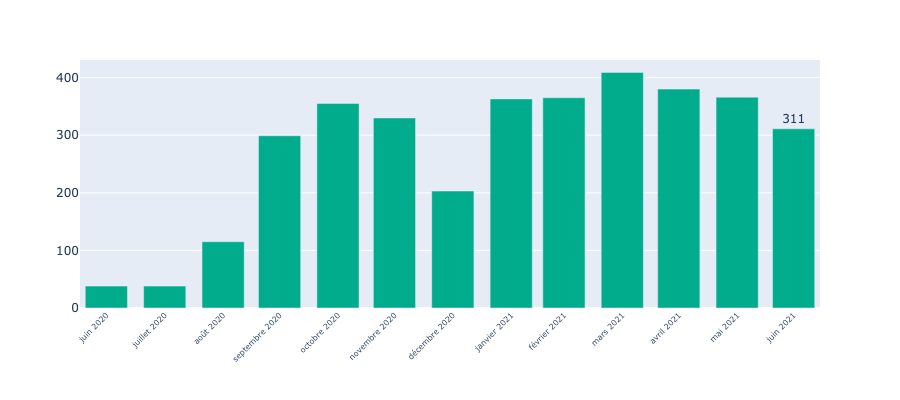 400
300
200
100
0
311
juin 2020
juillet 2020
août 2020
septembre 2020
octobre 2020
novembre 2020
décembre 2020
janvier 2021
février 2021
mars 2021
avril 2021
mai 2021
juin 2021